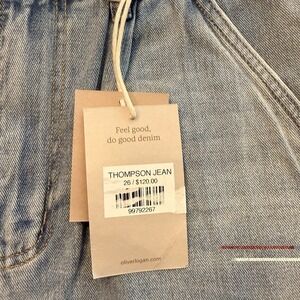 Feel good,
do good denim
THOMPSON JEAN
26 / $120.00
99792267
oliverlogan.com